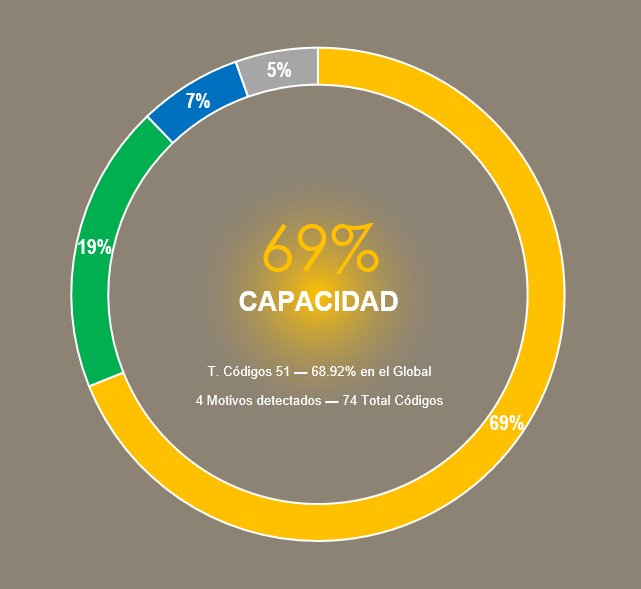 5%
7%
19%
69%
CAPACIDAD
T. Códigos 51 — 68.92% en el Global
4 Motivos detectados — 74 Total Códigos
69%